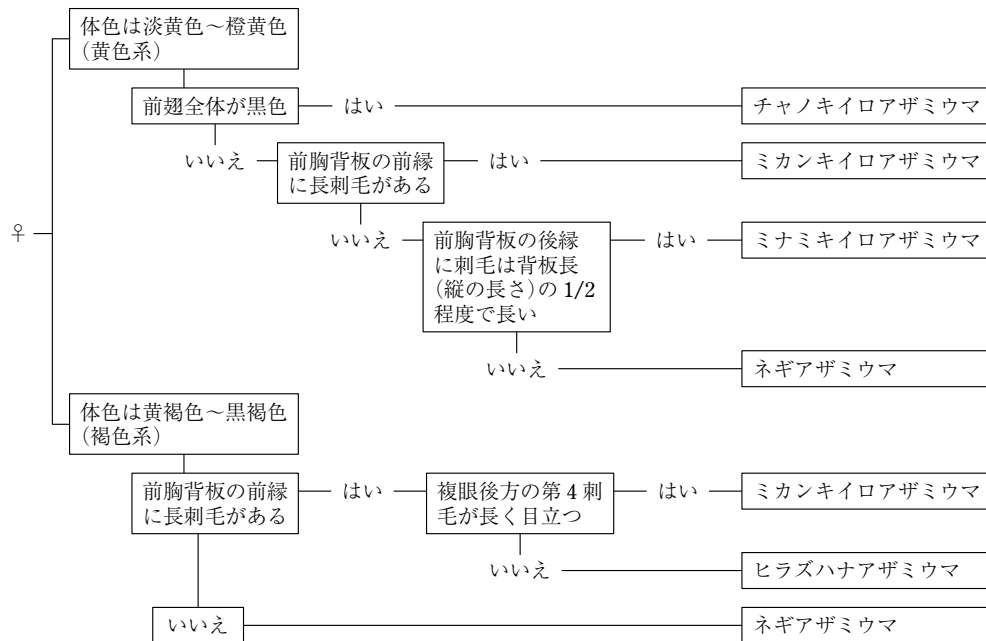 体色は淡黄色～橙黄色
（黄色系）
前翅全体が黒色
はい
チャノキイロアザミウマ
いいえ
前胸背板の前縁
に長刺毛がある
はい
ミカンキイロアザミウマ
♀
いいえ
前胸背板の後縁
に刺毛は背板長
（縦の長さ）の 1/2
程度で長い
はい
ミナミキイロアザミウマ
いいえ
ネギアザミウマ
体色は黄褐色～黒褐色
（褐色系）
前胸背板の前縁
に長刺毛がある
はい
複眼後方の第 4 刺
毛が長く目立つ
はい
ミカンキイロアザミウマ
いいえ
ヒラズハナアザミウマ
いいえ
ネギアザミウマ